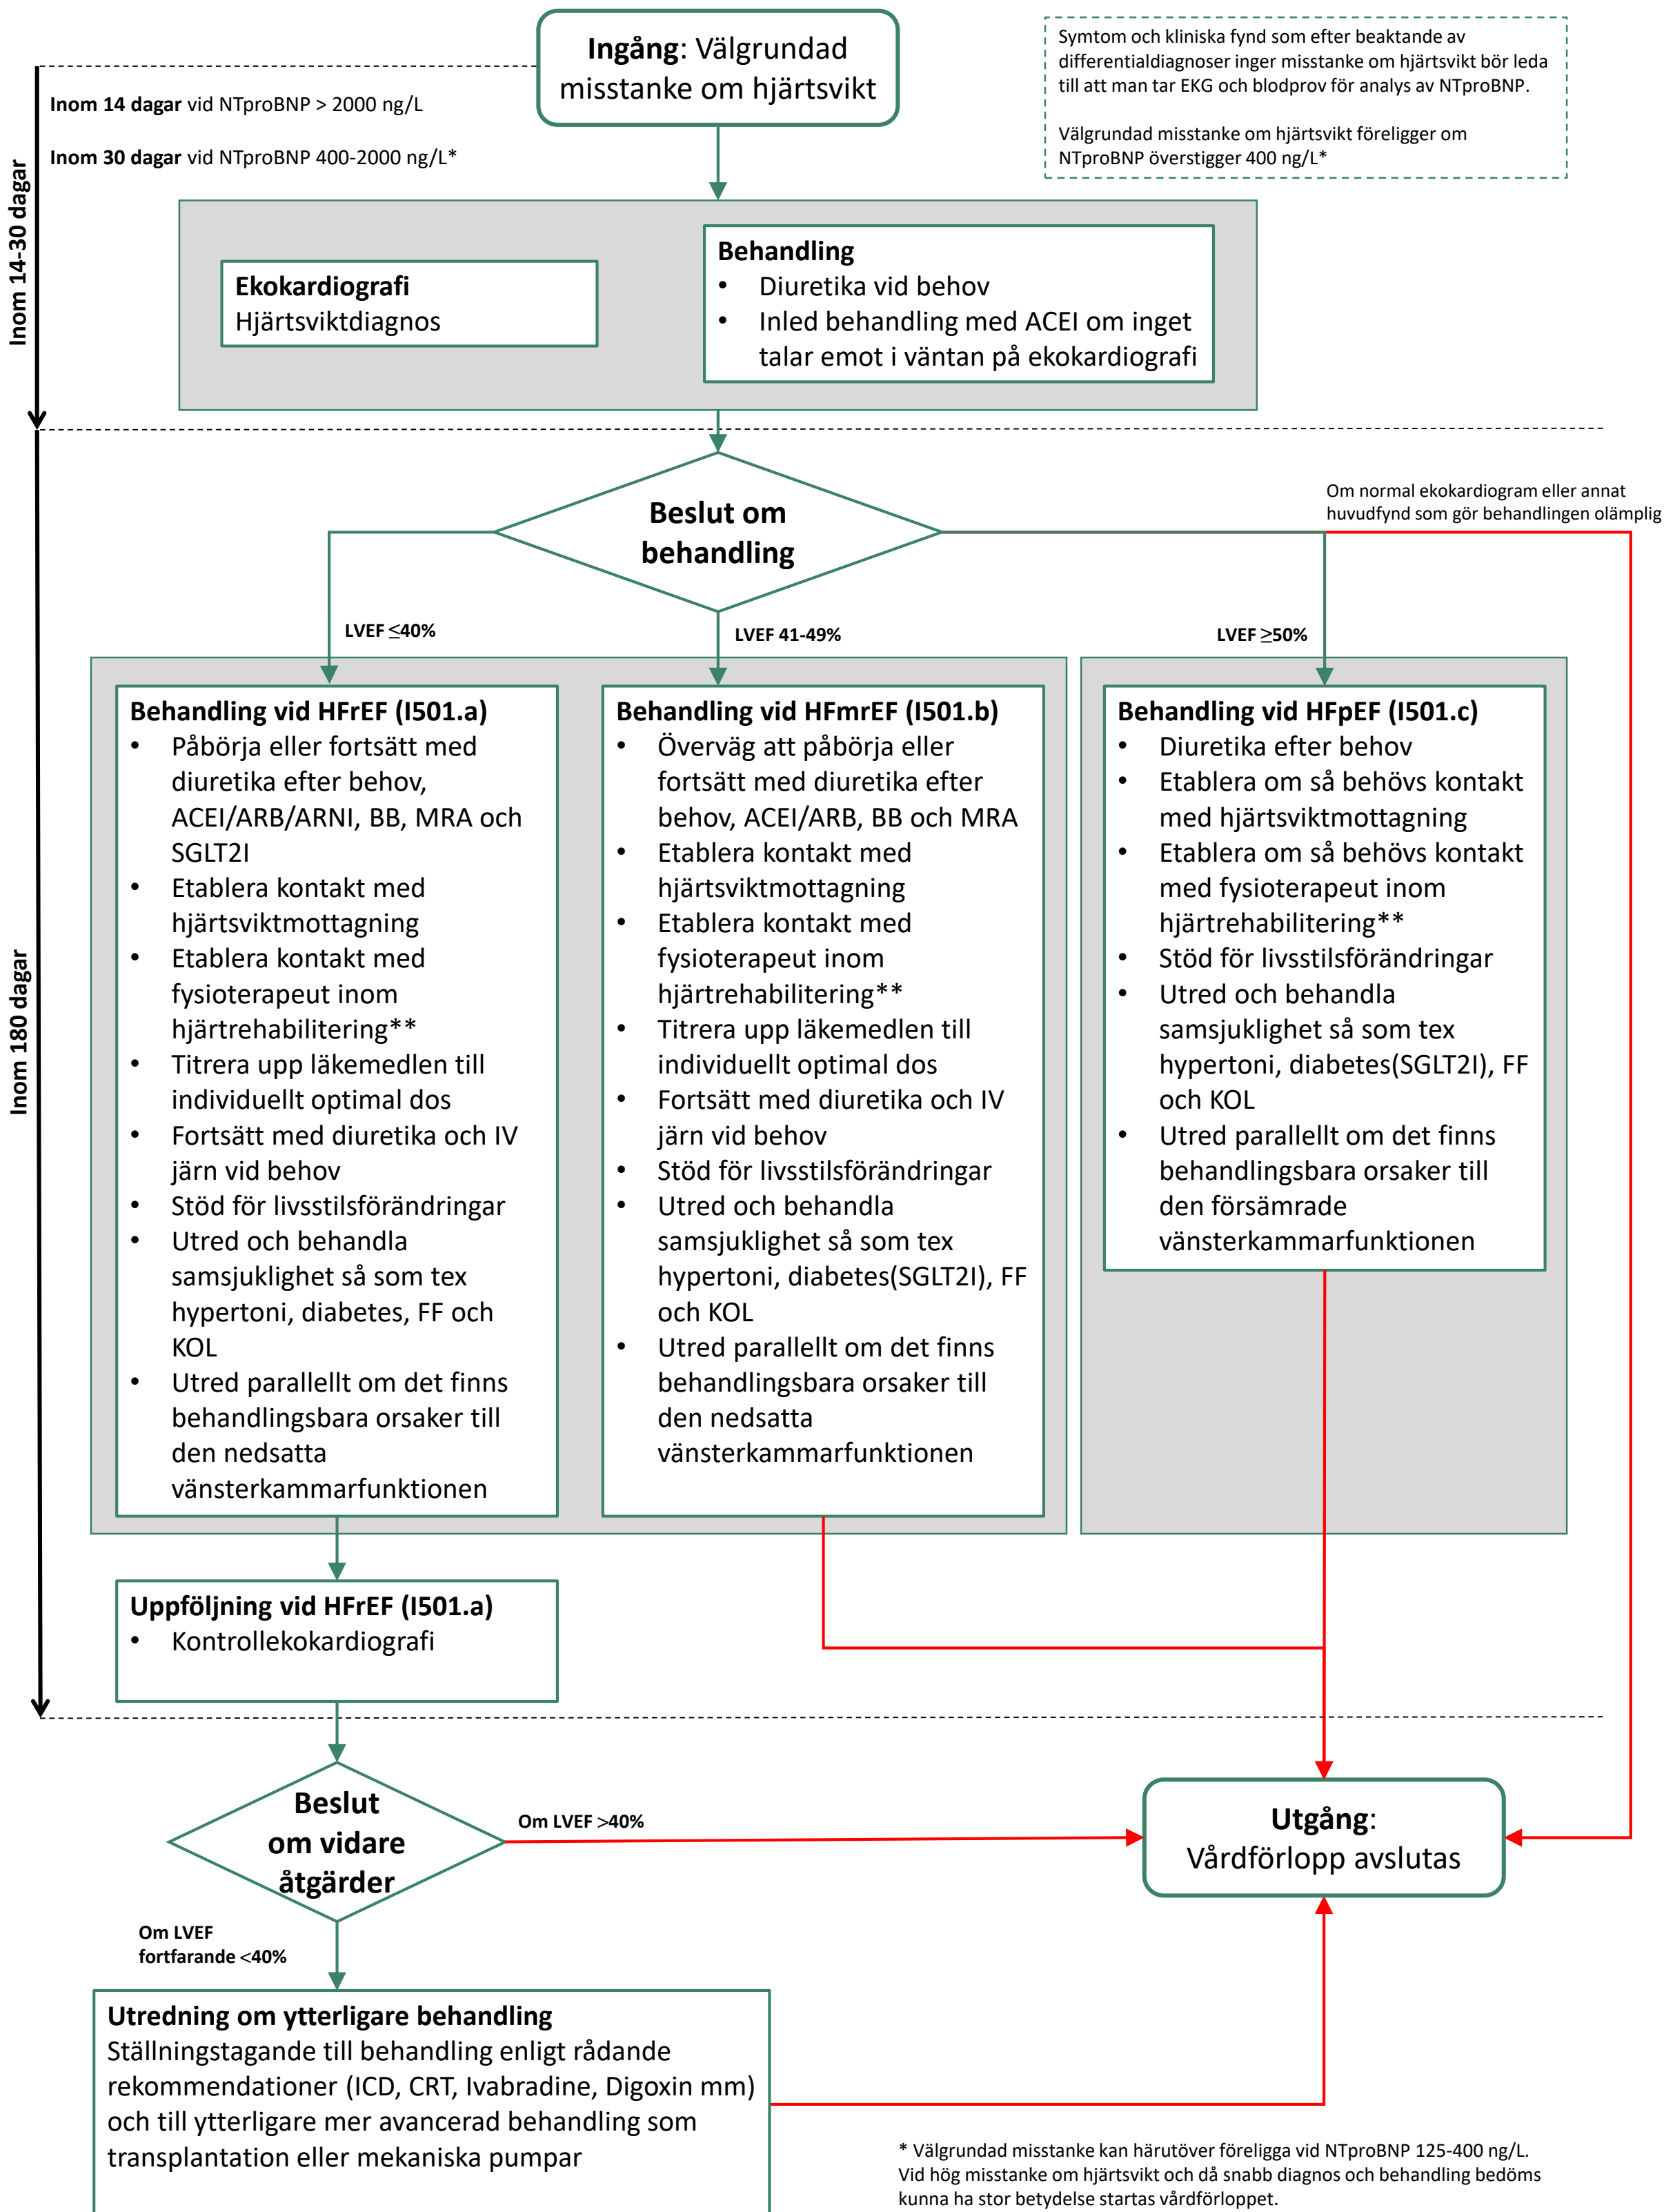 Ingång: Välgrundad
misstanke om hjärtsvikt
Symtom och kliniska fynd som efter beaktande av
differentialdiagnoser inger misstanke om hjärtsvikt bör leda
till att man tar EKG och blodprov för analys av NTproBNP.
Välgrundad misstanke om hjärtsvikt föreligger om
NTproBNP överstigger 400 ng/L*
Inom 14 dagar vid NTproBNP > 2000 ng/L
Inom 30 dagar vid NTproBNP 400-2000 ng/L*
Inom 14-30 dagar
Ekokardiografi
Hjärtsviktdiagnos
Behandling
• Diuretika vid behov
• Inled behandling med ACEI om inget
talar emot i väntan på ekokardiografi
Beslut om
behandling
Om normal ekokardiogram eller annat
huvudfynd som gör behandlingen olämplig
LVEF ≤40%
LVEF 41-49%
LVEF ≥50%
Inom 180 dagar
Behandling vid HFrEF (I501.a)
• Påbörja eller fortsätt med
diuretika efter behov,
ACEI/ARB/ARNI, BB, MRA och
SGLT2I
• Etablera kontakt med
hjärtsviktmottagning
• Etablera kontakt med
fysioterapeut inom
hjärtrehabilitering**
• Titrera upp läkemedlen till
individuellt optimal dos
• Fortsätt med diuretika och IV
järn vid behov
• Stöd för livsstilsförändringar
• Utred och behandla
samsjuklighet så som tex
hypertoni, diabetes, FF och
KOL
• Utred parallellt om det finns
behandlingsbara orsaker till
den nedsatta
vänsterkammarfunktionen
Behandling vid HFmrEF (I501.b)
• Överväg att påbörja eller
fortsätt med diuretika efter
behov, ACEI/ARB, BB och MRA
• Etablera kontakt med
hjärtsviktmottagning
• Etablera kontakt med
fysioterapeut inom
hjärtrehabilitering**
• Titrera upp läkemedlen till
individuellt optimal dos
• Fortsätt med diuretika och IV
järn vid behov
• Stöd för livsstilsförändringar
• Utred och behandla
samsjuklighet så som tex
hypertoni, diabetes(SGLT2I), FF
och KOL
• Utred parallellt om det finns
behandlingsbara orsaker till
den nedsatta
vänsterkammarfunktionen
Behandling vid HFpEF (I501.c)
• Diuretika efter behov
• Etablera om så behövs kontakt
med hjärtsviktmottagning
• Etablera om så behövs kontakt
med fysioterapeut inom
hjärtrehabilitering**
• Stöd för livsstilsförändringar
• Utred och behandla
samsjuklighet så som tex
hypertoni, diabetes(SGLT2I), FF
och KOL
• Utred parallellt om det finns
behandlingsbara orsaker till
den försämrade
vänsterkammarfunktionen
Uppföljning vid HFrEF (I501.a)
• Kontrollekokardiografi
Beslut
om vidare
åtgärder
Om LVEF >40%
Utgång:
Vårdförlopp avslutas
Om LVEF
fortfarande <40%
Utredning om ytterligare behandling
Ställningstagande till behandling enligt rådande
rekommendationer (ICD, CRT, Ivabradine, Digoxin mm)
och till ytterligare mer avancerad behandling som
transplantation eller mekaniska pumpar
* Välgrundad misstanke kan härutöver föreligga vid NTproBNP 125-400 ng/L.
Vid hög misstanke om hjärtsvikt och då snabb diagnos och behandling bedöms
kunna ha stor betydelse startas vårdförloppet.